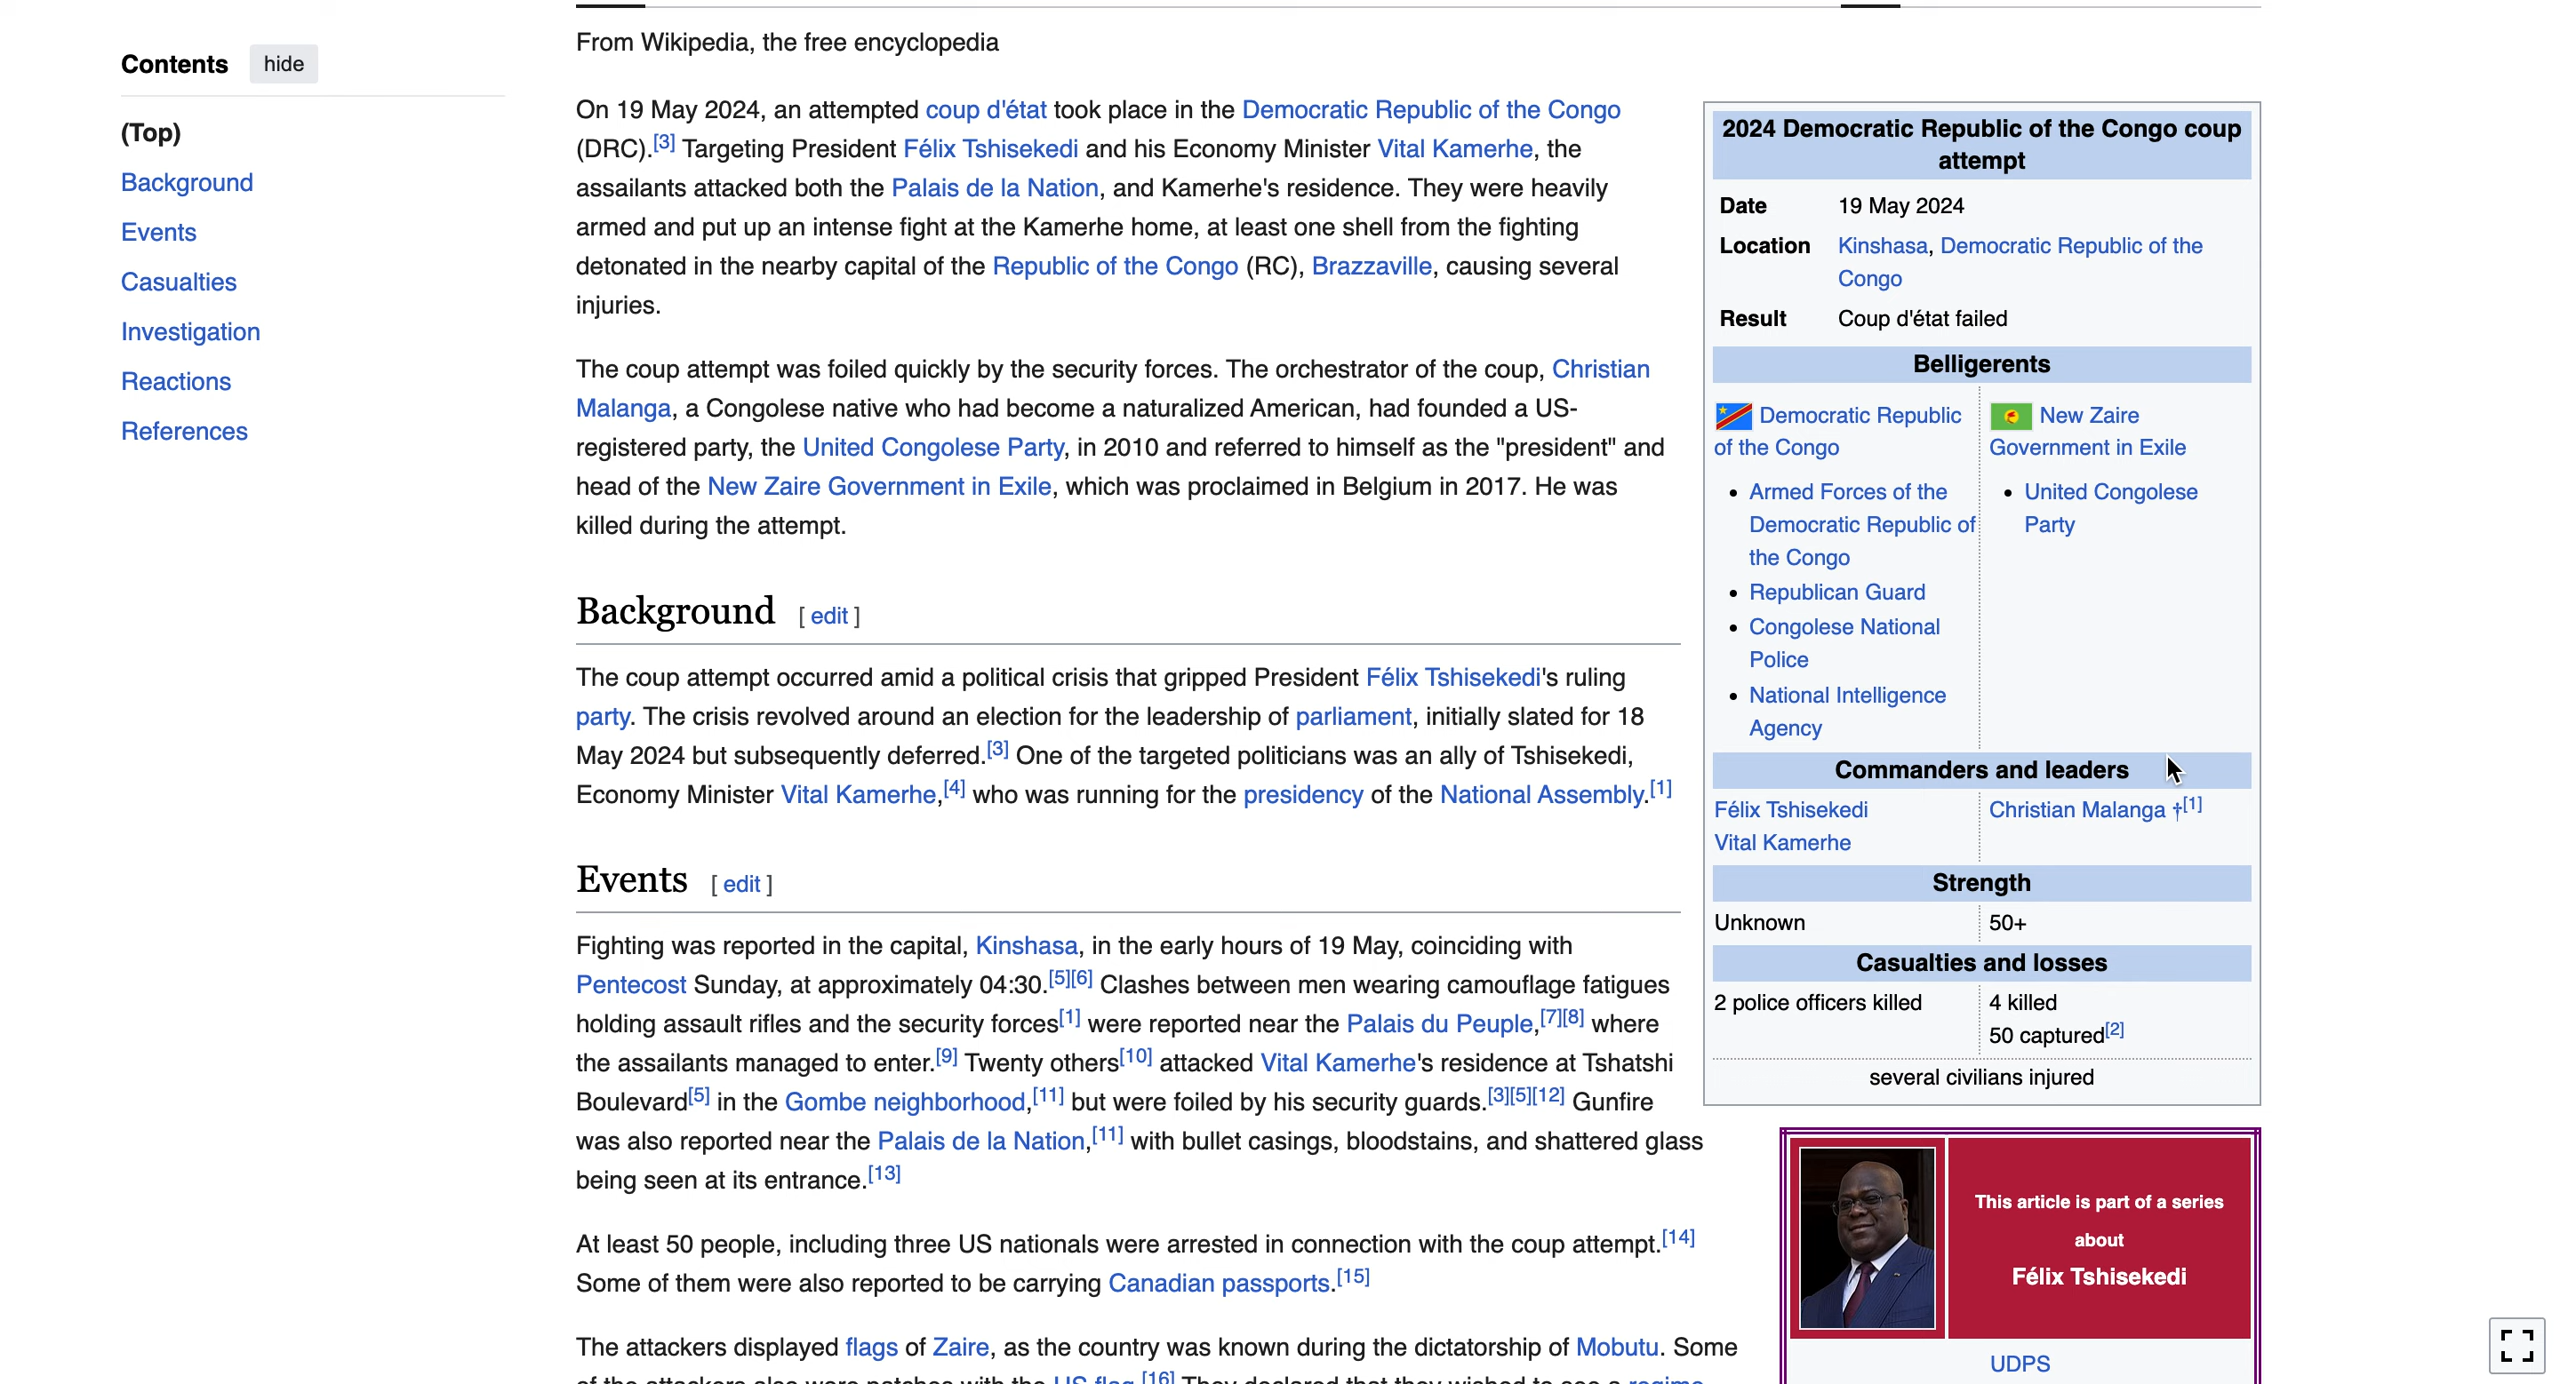 From Wikipedia, the free encyclopedia
Contents hide
(Top)
Background
Events
Casualties
Investigation
Reactions
References
On 19 May 2024, an attempted coup d'état took place in the Democratic Republic of the Congo
(DRC).[3] Targeting President Félix Tshisekedi and his Economy Minister Vital Kamerhe, the
assailants attacked both the Palais de la Nation, and Kamerhe's residence. They were heavily
armed and put up an intense fight at the Kamerhe home, at least one shell from the fighting
detonated in the nearby capital of the Republic of the Congo (RC), Brazzaville, causing several
injuries.
The coup attempt was foiled quickly by the security forces. The orchestrator of the coup, Christian
Malanga, a Congolese native who had become a naturalized American, had founded a US-
registered party, the United Congolese Party, in 2010 and referred to himself as the "president" and
head of the New Zaire Government in Exile, which was proclaimed in Belgium in 2017. He was
killed during the attempt.
Background [ edit ]
The coup attempt occurred amid a political crisis that gripped President Félix Tshisekedi's ruling
party. The crisis revolved around an election for the leadership of parliament, initially slated for 18
May 2024 but subsequently deferred.[3] One of the targeted politicians was an ally of Tshisekedi,
Economy Minister Vital Kamerhe,[4] who was running for the presidency of the National Assembly.[1]
Events [ edit ]
Fighting was reported in the capital, Kinshasa, in the early hours of 19 May, coinciding with
Pentecost Sunday, at approximately 04:30.[5][6] Clashes between men wearing camouflage fatigues
holding assault rifles and the security forces[1] were reported near the Palais du Peuple,[7][8] where
the assailants managed to enter.[9] Twenty others[10] attacked Vital Kamerhe's residence at Tshatshi
Boulevard[5] in the Gombe neighborhood,[11] but were foiled by his security guards.[3][5][12] Gunfire
was also reported near the Palais de la Nation,[11] with bullet casings, bloodstains, and shattered glass
being seen at its entrance.[13]
At least 50 people, including three US nationals were arrested in connection with the coup attempt.[14]
Some of them were also reported to be carrying Canadian passports.[15]
The attackers displayed flags of Zaire, as the country was known during the dictatorship of Mobutu. Some
of the attackers also wore patches with the US flag.[16] They declared that they wished to see a regime
2024 Democratic Republic of the Congo coup
attempt
Date 19 May 2024
Location Kinshasa, Democratic Republic of the
Congo
Result Coup d'état failed
Belligerents
Democratic Republic
of the Congo
• Armed Forces of the
Democratic Republic of
the Congo
• Republican Guard
• Congolese National
Police
• National Intelligence
Agency
New Zaire
Government in Exile
• United Congolese
Party
Commanders and leaders
Félix Tshisekedi
Vital Kamerhe
Christian Malanga †[1]
Strength
Unknown
50+
Casualties and losses
2 police officers killed
4 killed
50 captured[2]
several civilians injured
This article is part of a series
about
Félix Tshisekedi
UDPS